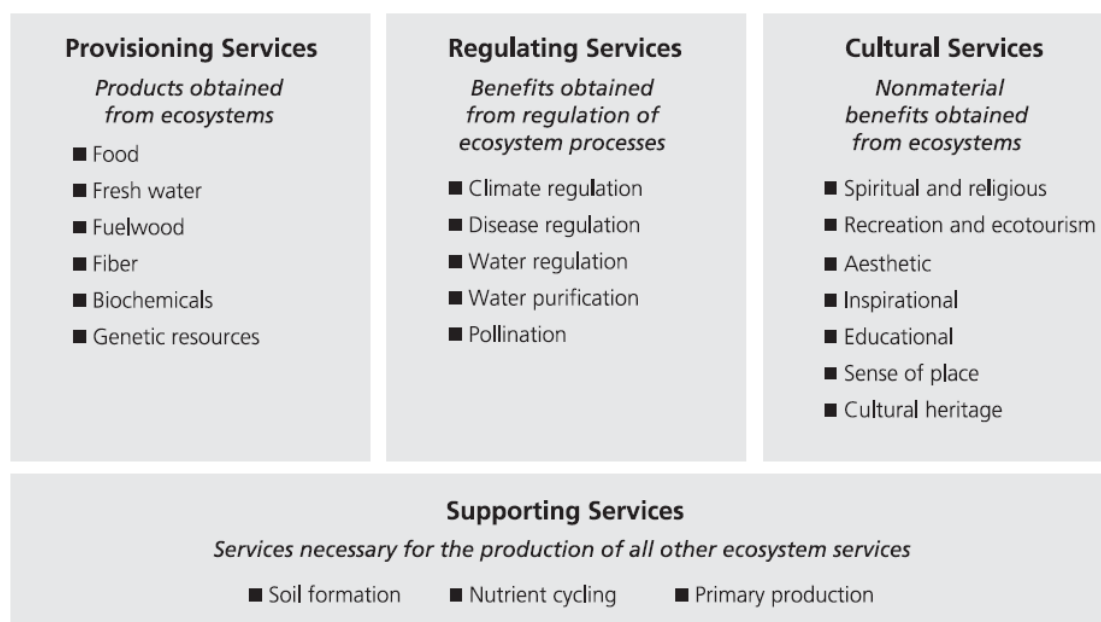 Provisioning Services
Products obtained
from ecosystems
Food
Fresh water
Fuelwood
Fiber
Biochemicals
Genetic resources
Regulating Services
Benefits obtained
from regulation of
ecosystem processes
Climate regulation
Disease regulation
Water regulation
Water purification
Pollination
Cultural Services
Nonmaterial
benefits obtained
from ecosystems
Spiritual and religious
Recreation and ecotourism
Aesthetic
Inspirational
Educational
Sense of place
Cultural heritage
Supporting Services
Services necessary for the production of all other ecosystem services
Soil formation Nutrient cycling Primary production